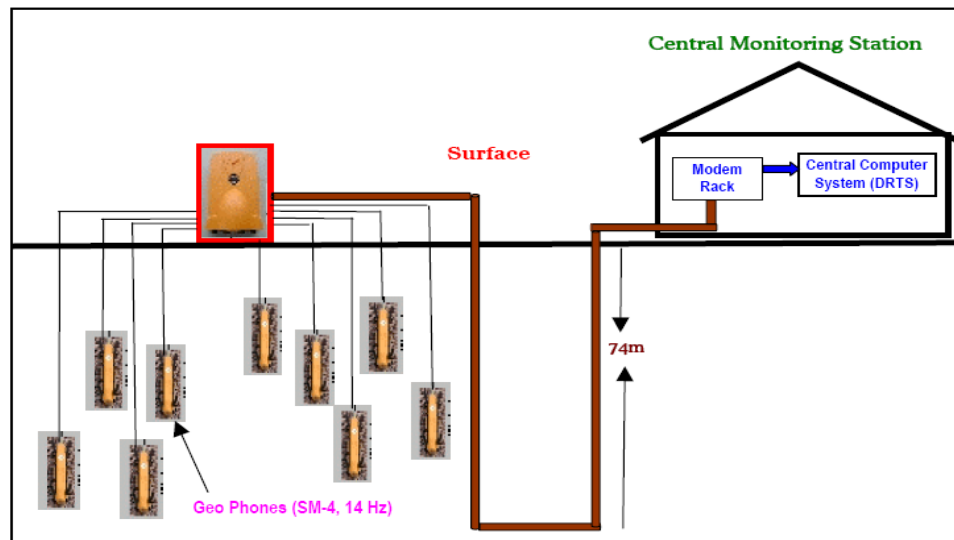 Central Monitoring Station
Surface
Modem
Rack
Central Computer
System (DRTS)
74m
Geo Phones (SM-4, 14 Hz)